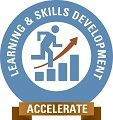 LEARNING & SKILLS DEVELOPMENT
ACCELERATE